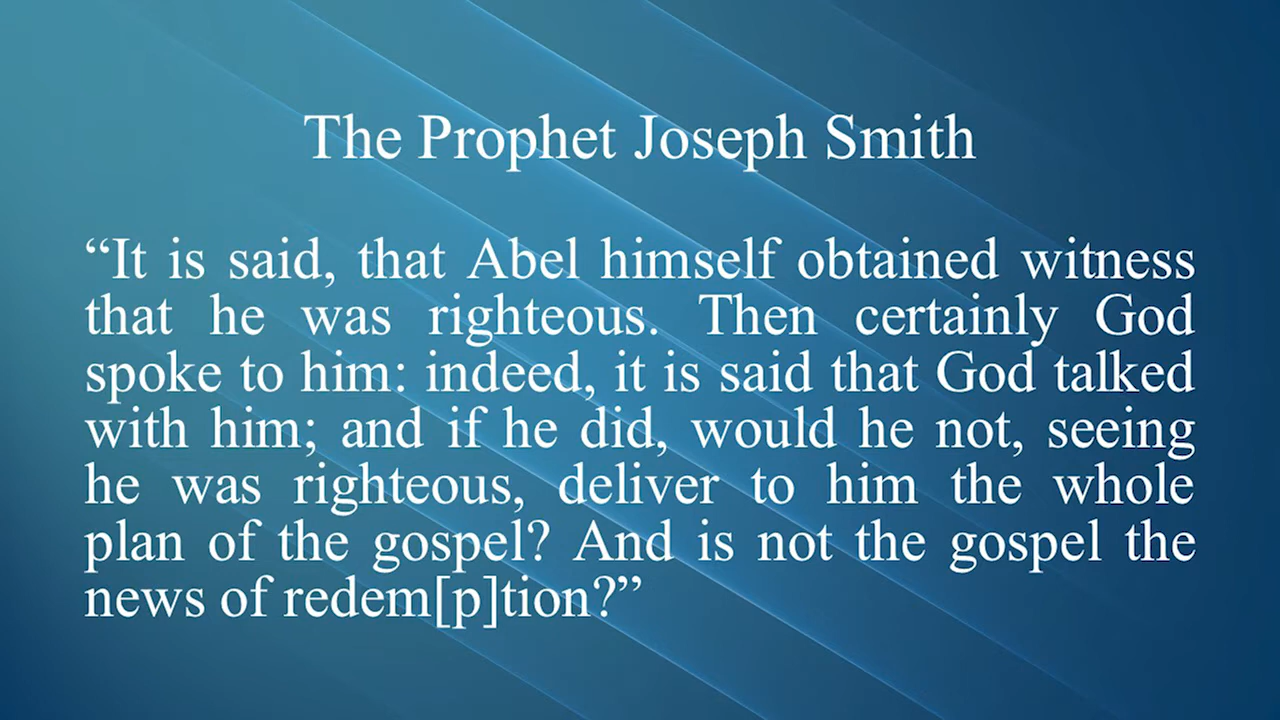 The Prophet Joseph Smith
“It is said, that Abel himself obtained witness
that he was righteous. Then certainly God
spoke to him: indeed, it is said that God talked
with him; and if he did, would he not, seeing
he was righteous, deliver to him the whole
plan of the gospel? And is not the gospel the
news of redem[p]tion?”